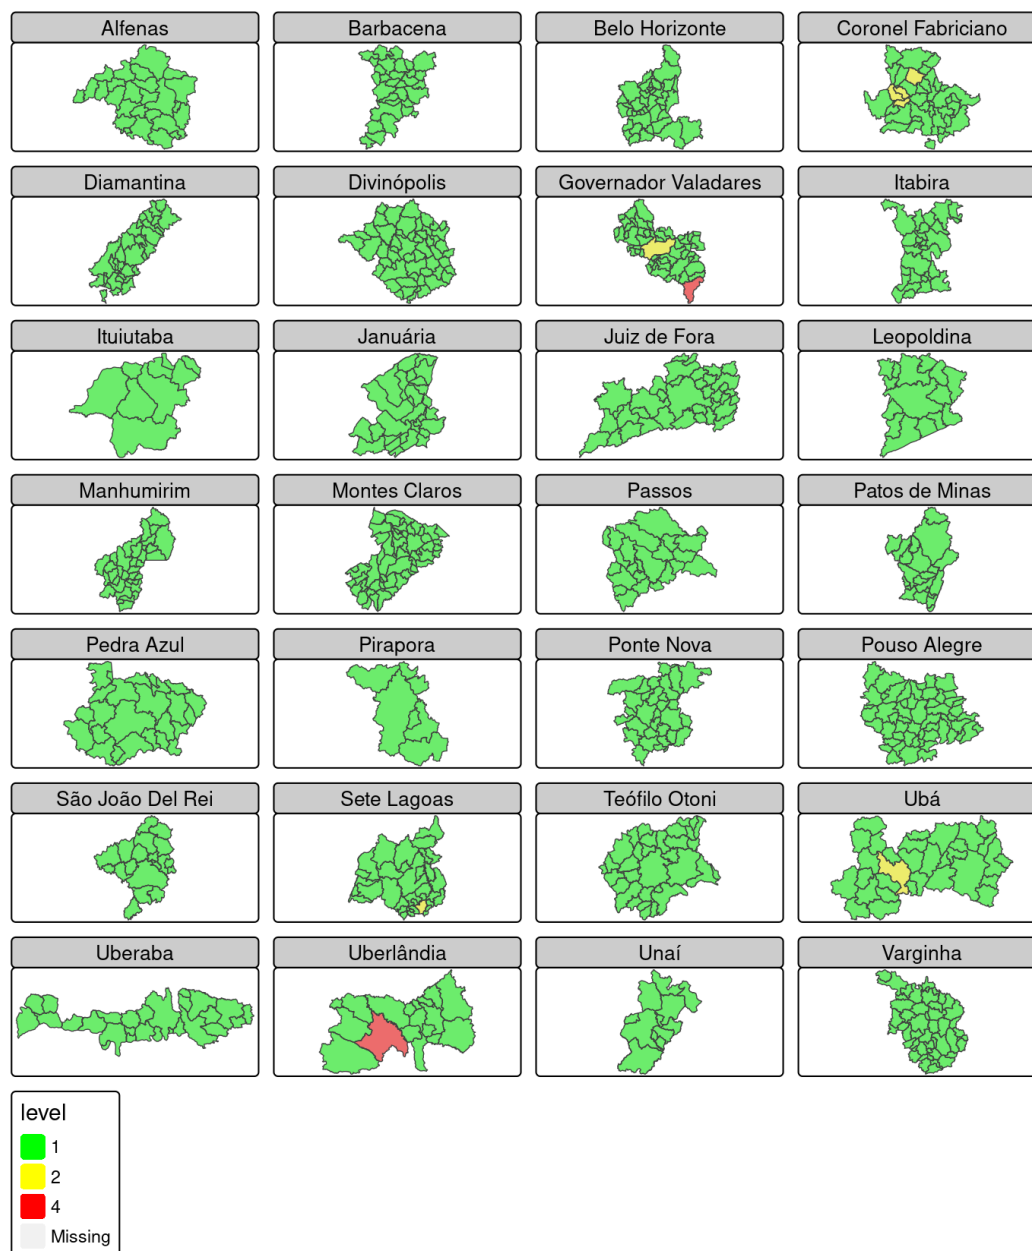 Alfenas
Barbacena
Belo Horizonte
Coronel Fabriciano
Diamantina
Divinópolis
Governador Valadares
Itabira
Ituiutaba
Januária
Juiz de Fora
Leopoldina
Manhumirim
Montes Claros
Passos
Patos de Minas
Pedra Azul
Pirapora
Ponte Nova
Pouso Alegre
São João Del Rei
Sete Lagoas
Teófilo Otoni
Ubá
Uberaba
Uberlândia
Unaí
Varginha
level
1
2
4
Missing